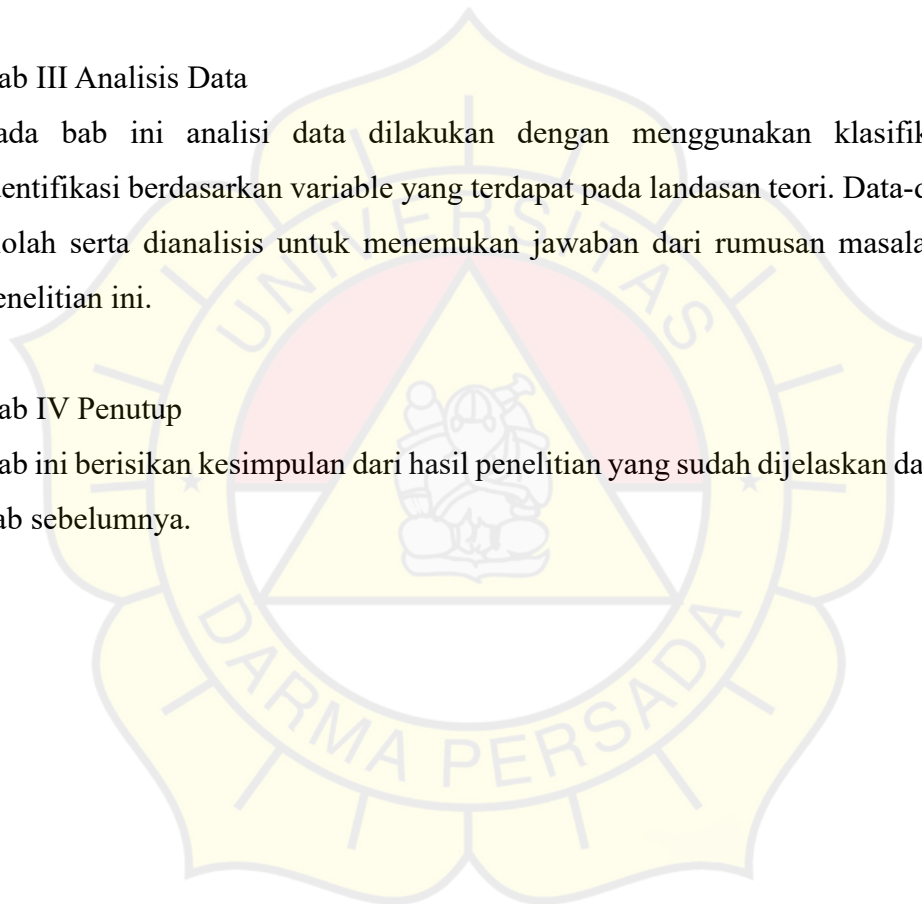 ab III Analisis Data
ada bab ini analisi data dilakukan dengan menggunakan klasifik
entifikasi berdasarkan variable yang terdapat pada landasan teori. Data-d
olah serta dianalisis untuk menemukan jawaban dari rumusan masala
enelitian ini.
ab IV Penutup
ab ini berisikan kesimpulan dari hasil penelitian yang sudah dijelaskan da
ab sebelumnya.
UNIVERSITAS
DARMA PERSADA